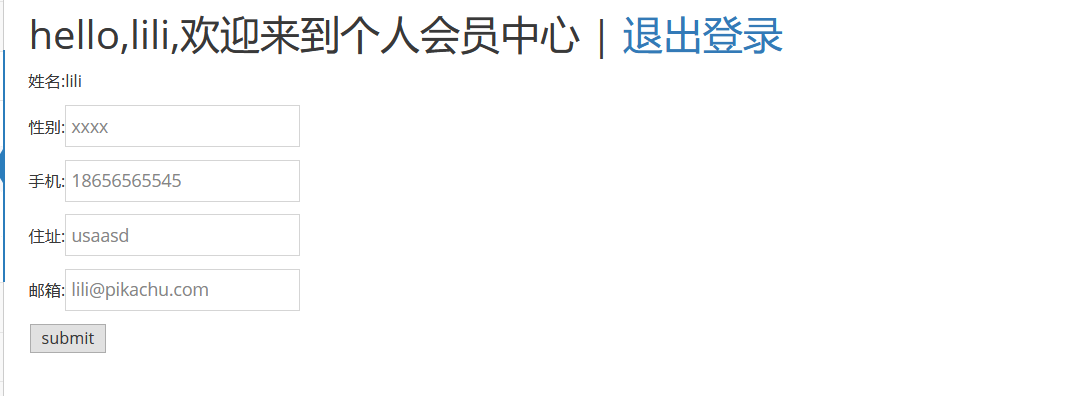 hello,lili,欢迎来到个人会员中心 | 退出登录
姓名:lili
性别: xxxx
手机: 18656565545
住址: usaasd
邮箱: lili@pikachu.com
submit